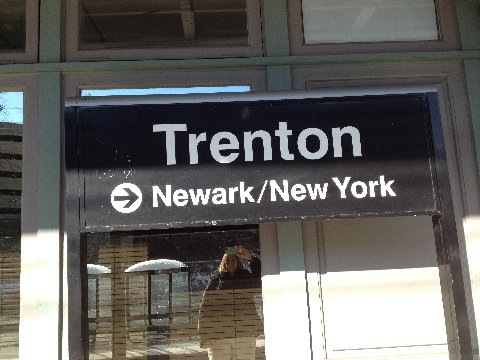 Trenton
→ Newark/New York